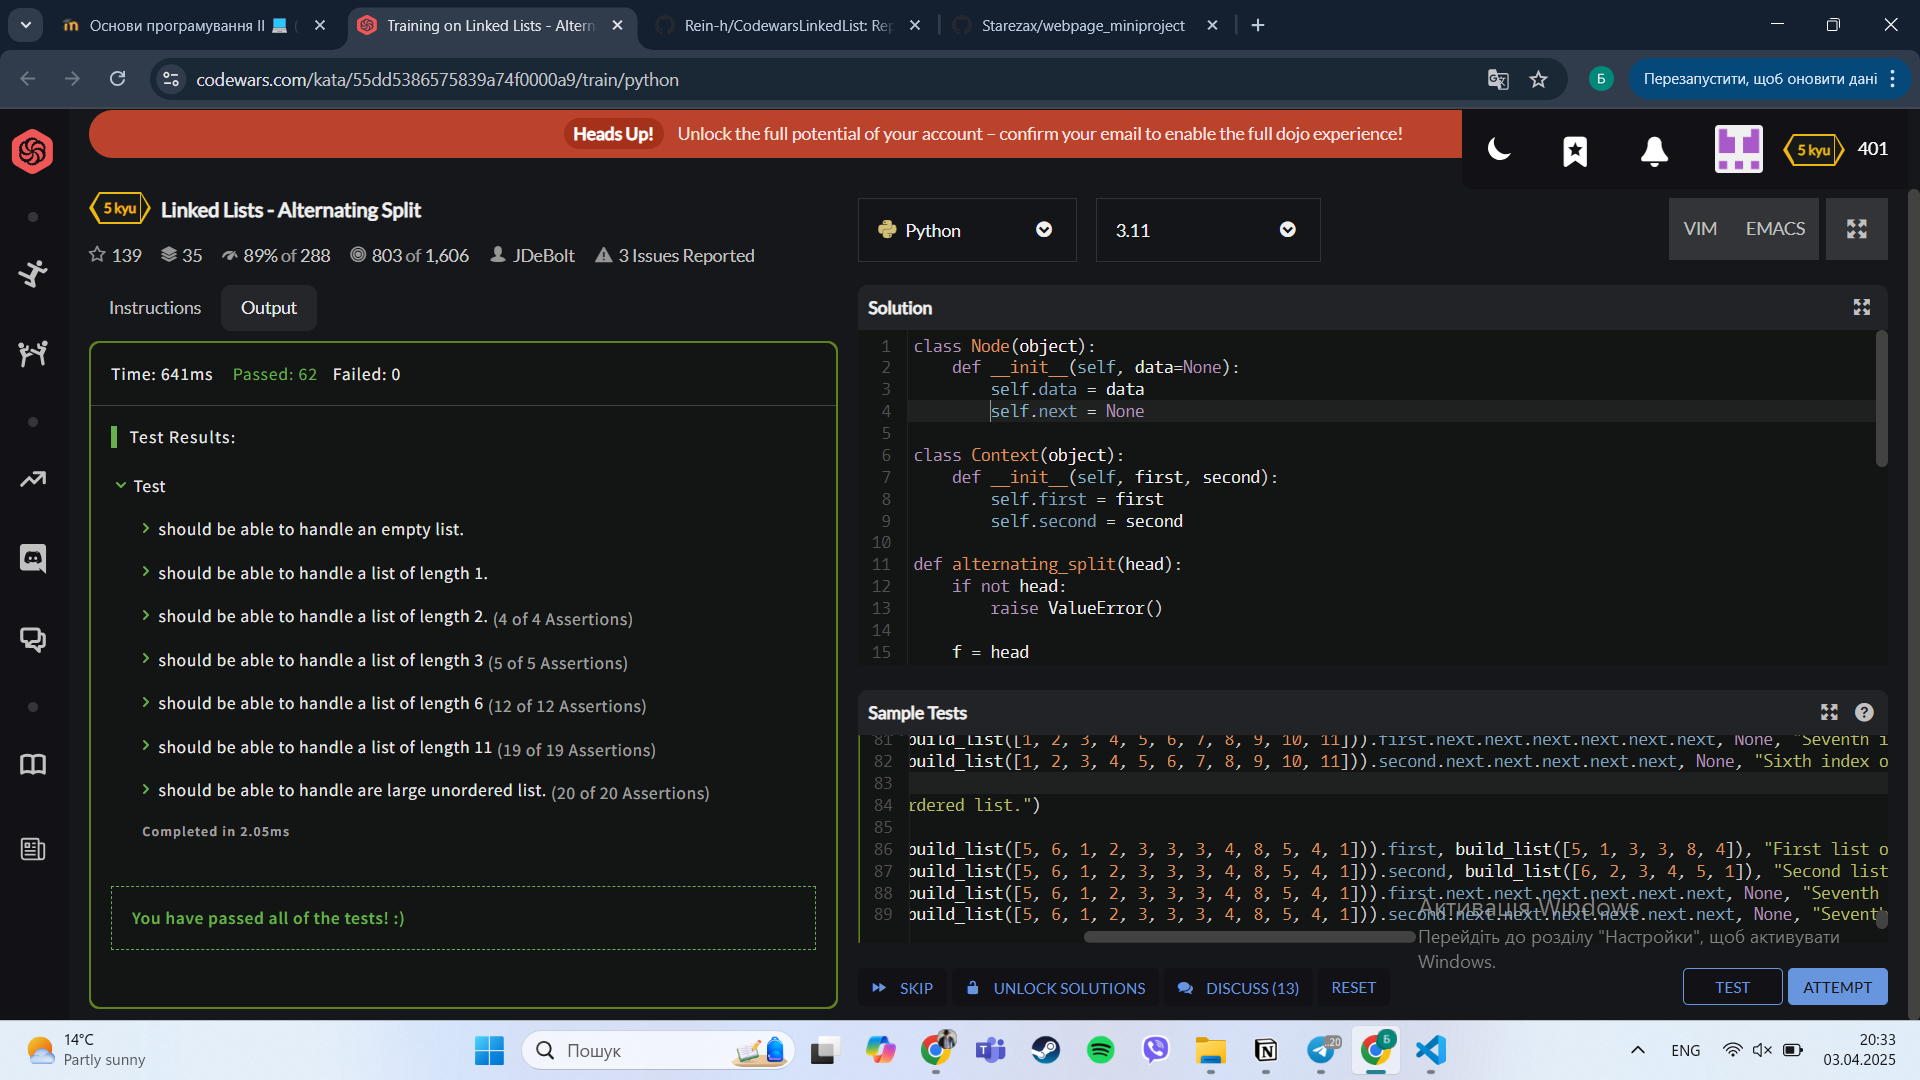 Основи програмування ІІ
Training on Linked Lists - Altern
Rein-h/CodewarsLinkedList: Rep
Starezax/webpage_miniproject
codewars.com/kata/55dd5386575839a74f0000a9/train/python
Б
Перезапустити, щоб оновити дані
Heads Up! Unlock the full potential of your account – confirm your email to enable the full dojo experience!
5 kyu 401
5 kyu Linked Lists - Alternating Split
139 35 89% of 288 803 of 1,606 JDeBolt 3 Issues Reported
Python
3.11
VIM EMACS
Instructions Output
Time: 641ms Passed: 62 Failed: 0
Test Results:
Test
should be able to handle an empty list.
should be able to handle a list of length 1.
should be able to handle a list of length 2. (4 of 4 Assertions)
should be able to handle a list of length 3 (5 of 5 Assertions)
should be able to handle a list of length 6 (12 of 12 Assertions)
should be able to handle a list of length 11 (19 of 19 Assertions)
should be able to handle are large unordered list. (20 of 20 Assertions)
Completed in 2.05ms
You have passed all of the tests! :)
Solution
1 class Node(object):
2     def __init__(self, data=None):
3         self.data = data
4         self.next = None
5
6 class Context(object):
7     def __init__(self, first, second):
8         self.first = first
9         self.second = second
10
11 def alternating_split(head):
12     if not head:
13         raise ValueError()
14
15     f = head
Sample Tests
81 build_list([1, 2, 3, 4, 5, 6, 7, 8, 9, 10, 11])).first.next.next.next.next.next.next, None, "Seventh i
82 build_list([1, 2, 3, 4, 5, 6, 7, 8, 9, 10, 11])).second.next.next.next.next.next, None, "Sixth index o
83
84 rdered list.")
85
86 build_list([5, 6, 1, 2, 3, 3, 3, 4, 8, 5, 4, 1])).first, build_list([5, 1, 3, 3, 8, 4]), "First list o
87 build_list([5, 6, 1, 2, 3, 3, 3, 4, 8, 5, 4, 1])).second, build_list([6, 2, 3, 4, 5, 1]), "Second list
88 build_list([5, 6, 1, 2, 3, 3, 3, 4, 8, 5, 4, 1])).first.next.next.next.next.next.next, None, "Seventh
89 build_list([5, 6, 1, 2, 3, 3, 3, 4, 8, 5, 4, 1])).second.next.next.next.next.next.next, None, "Seventh
Активація Windows
Перейдіть до розділу "Настройки", щоб активувати
Windows.
SKIP UNLOCK SOLUTIONS DISCUSS (13) RESET
TEST ATTEMPT
14°C
Partly sunny
Пошук
20
Б
ENG
20:33
03.04.2025